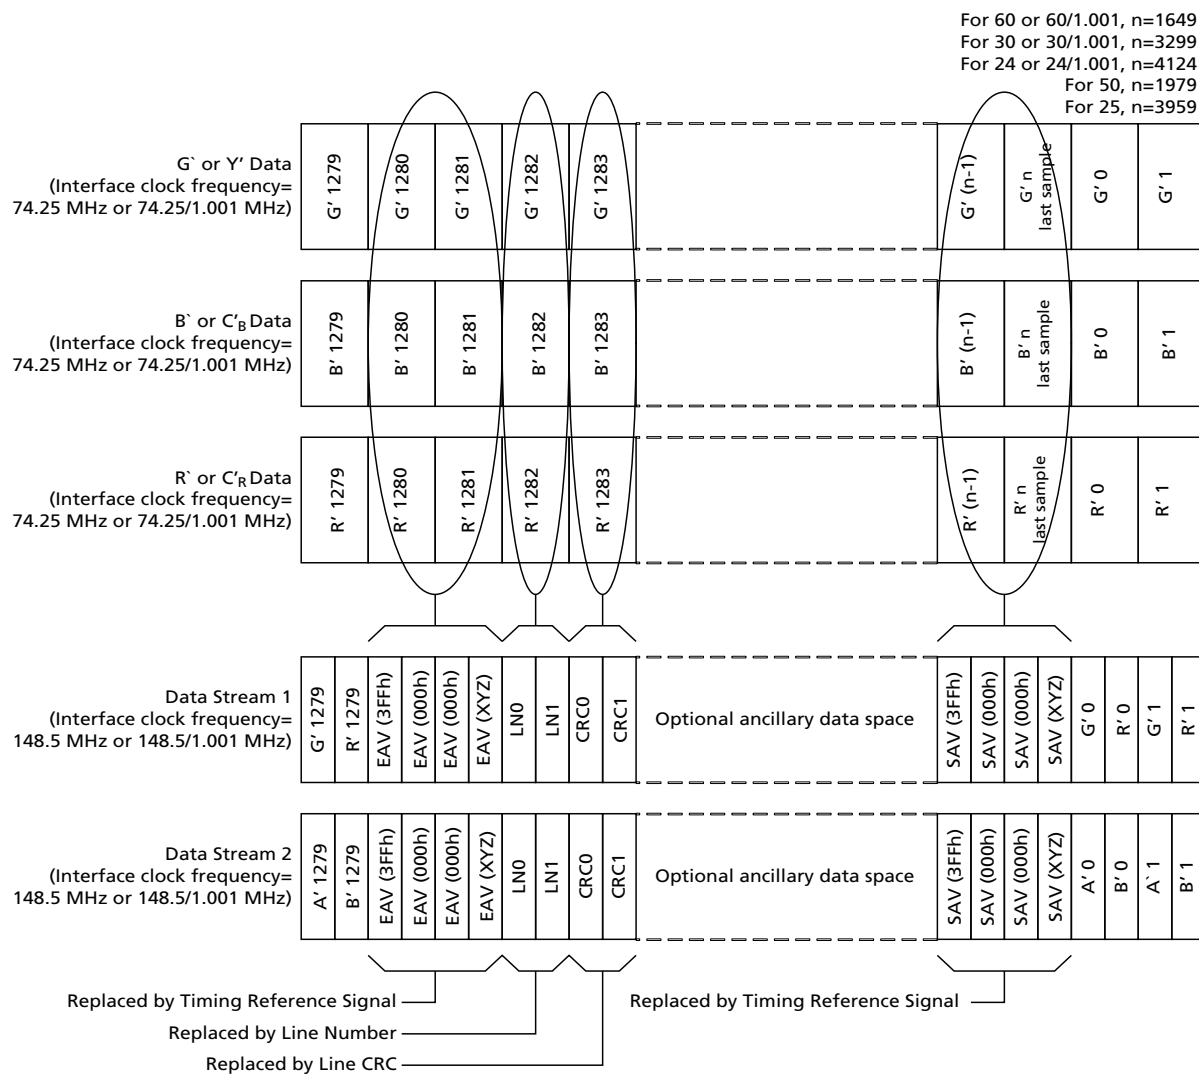 For 60 or 60/1.001, n=1649
For 30 or 30/1.001, n=3299
For 24 or 24/1.001, n=4124
For 50, n=1979
For 25, n=3959
G` or Y' Data
(Interface clock frequency=
74.25 MHz or 74.25/1.001 MHz)
G' 1279
G' 1280
G' 1281
G' 1282
G' 1283
G' (n-1)
G' n
last sample
G' 0
G' 1
B` or C'B Data
(Interface clock frequency=
74.25 MHz or 74.25/1.001 MHz)
B' 1279
B' 1280
B' 1281
B' 1282
B' 1283
B' (n-1)
B' n
last sample
B' 0
B' 1
R` or C'R Data
(Interface clock frequency=
74.25 MHz or 74.25/1.001 MHz)
R' 1279
R' 1280
R' 1281
R' 1282
R' 1283
R' (n-1)
R' n
last sample
R' 0
R' 1
Data Stream 1
(Interface clock frequency=
148.5 MHz or 148.5/1.001 MHz)
G' 1279
R' 1279
EAV (3FFh)
EAV (000h)
EAV (000h)
EAV (XYZ)
LN0
LN1
CRC0
CRC1
Optional ancillary data space
SAV (3FFh)
SAV (000h)
SAV (000h)
SAV (XYZ)
G' 0
R' 0
G' 1
R' 1
Data Stream 2
(Interface clock frequency=
148.5 MHz or 148.5/1.001 MHz)
A' 1279
B' 1279
EAV (3FFh)
EAV (000h)
EAV (000h)
EAV (XYZ)
LN0
LN1
CRC0
CRC1
Optional ancillary data space
SAV (3FFh)
SAV (000h)
SAV (000h)
SAV (XYZ)
A' 0
B' 0
A` 1
B' 1
Replaced by Timing Reference Signal
Replaced by Timing Reference Signal
Replaced by Line Number
Replaced by Line CRC